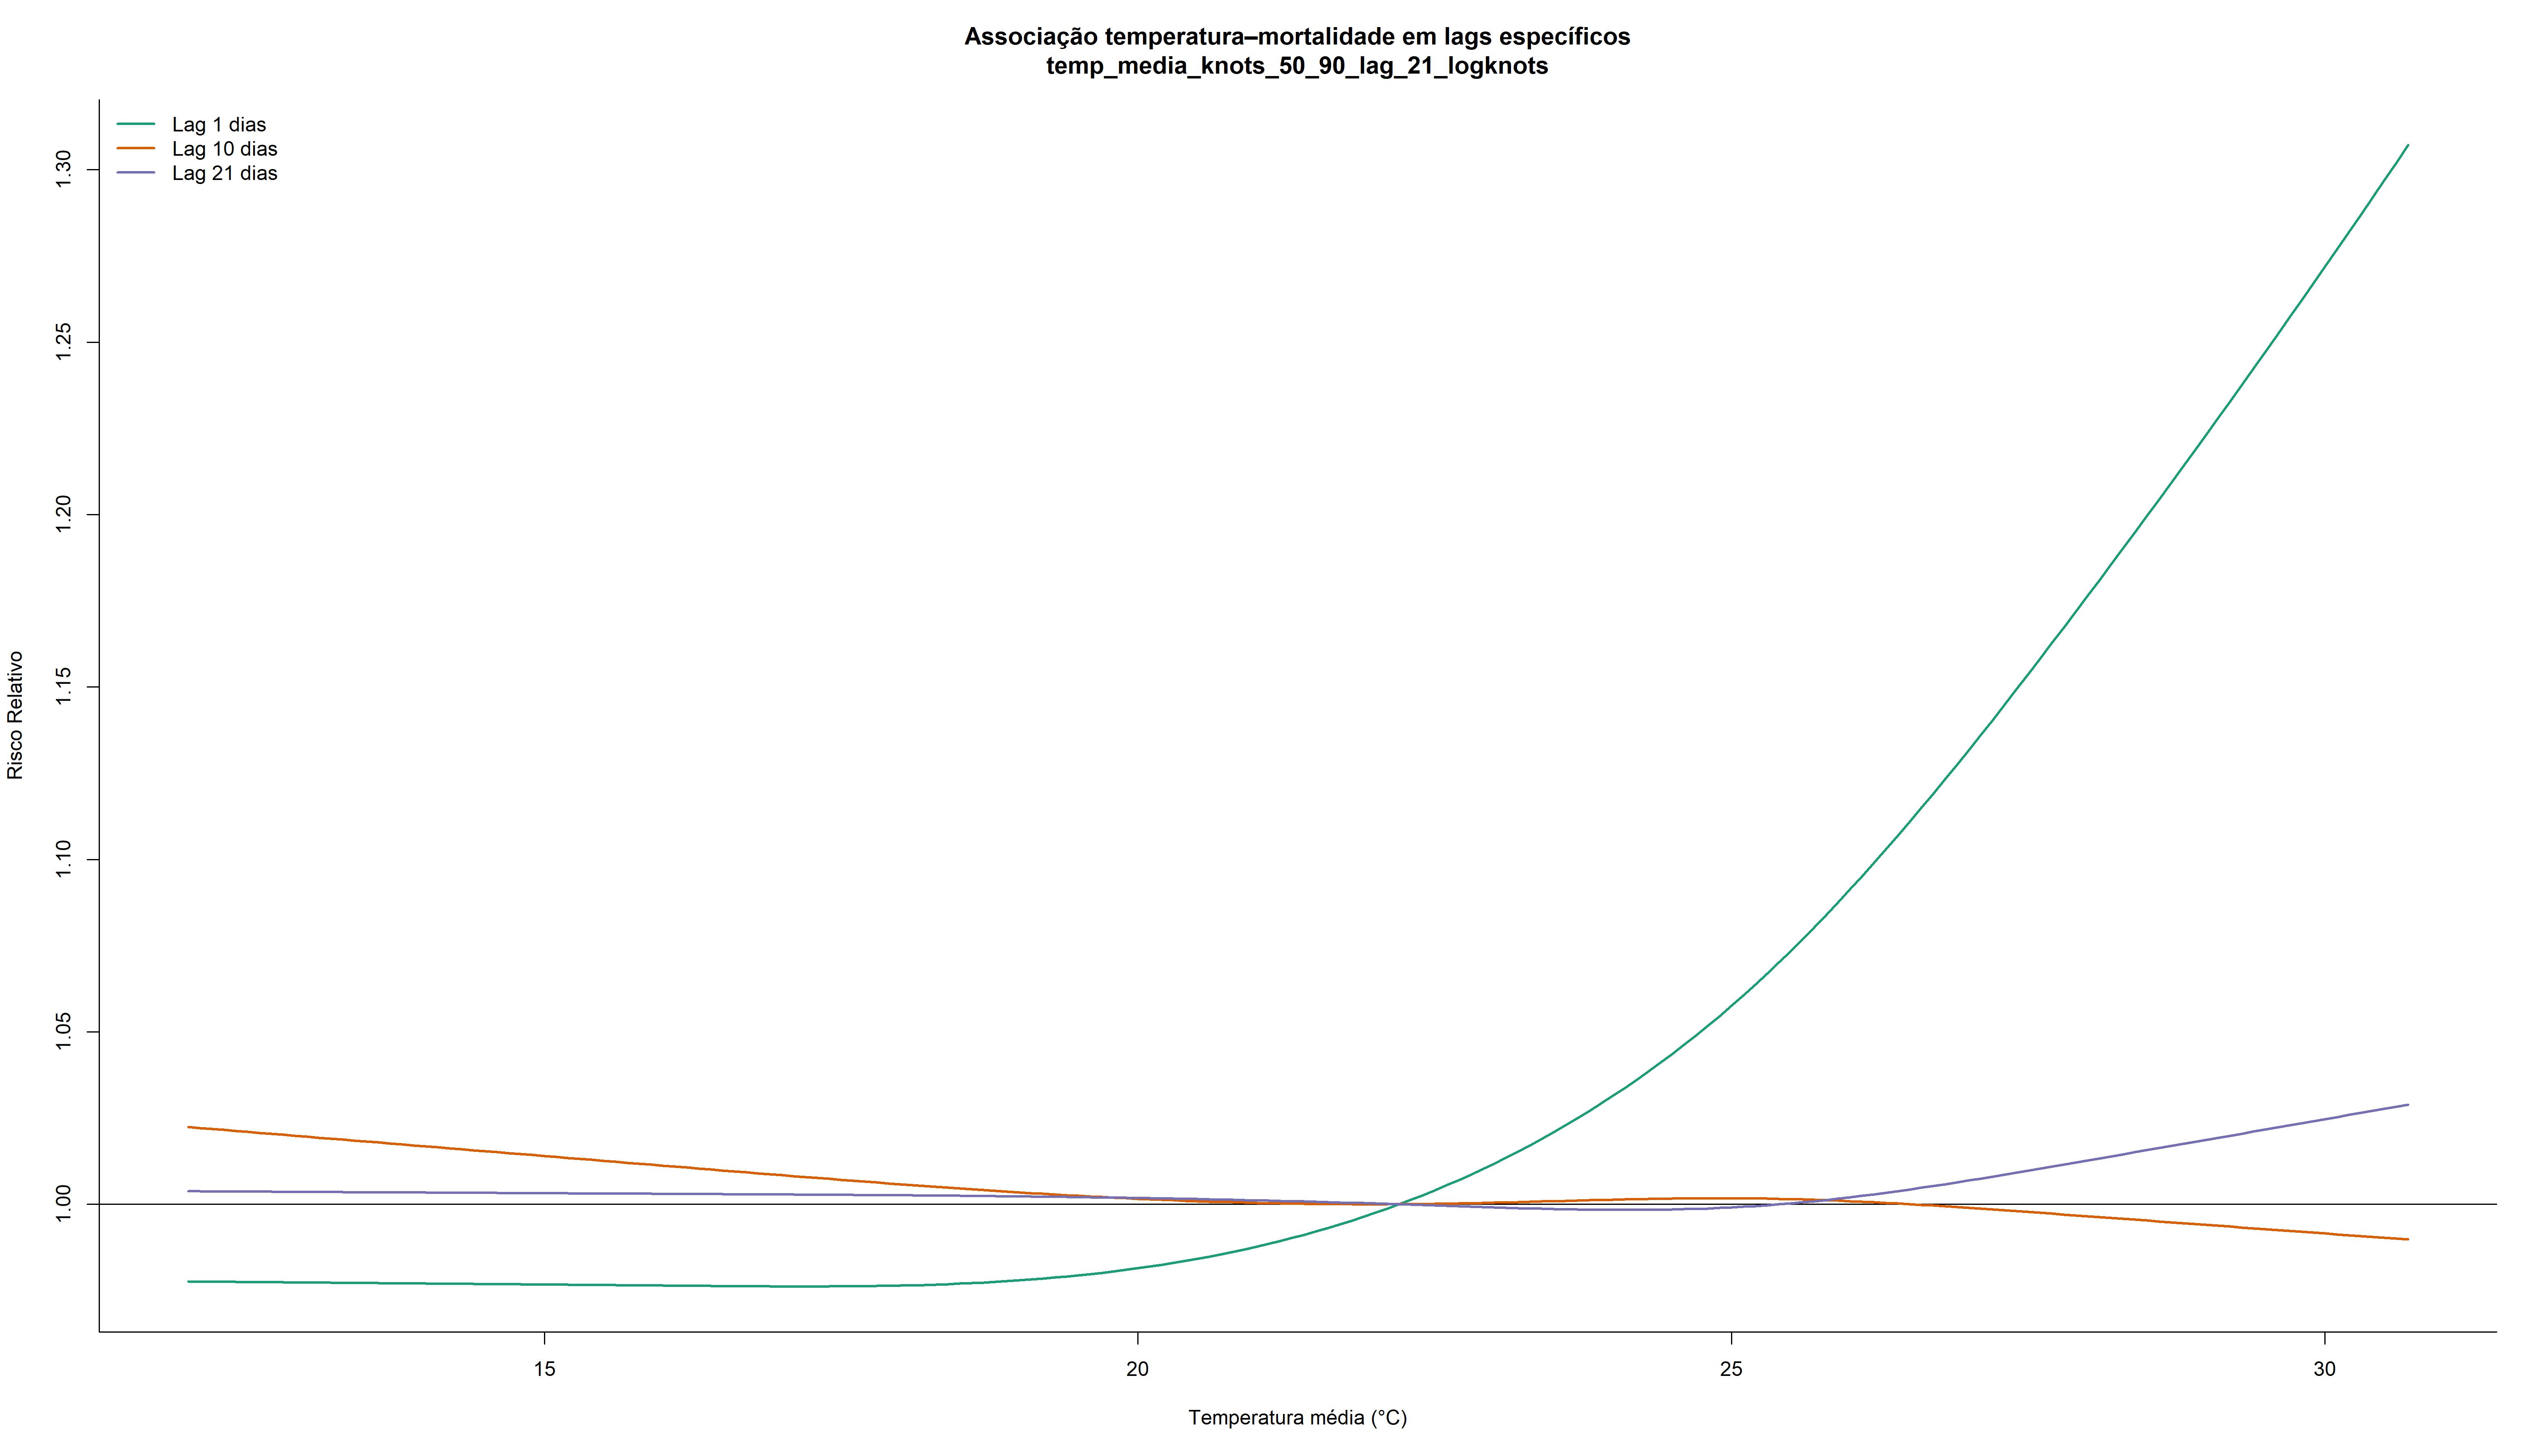 Associação temperatura–mortalidade em lags específicos
temp_media_knots_50_90_lag_21_logknots
Lag 1 dias
Lag 10 dias
Lag 21 dias
1.30
1.25
1.20
1.15
1.10
1.05
1.00
Risco Relativo
15 20 25 30
Temperatura média (°C)